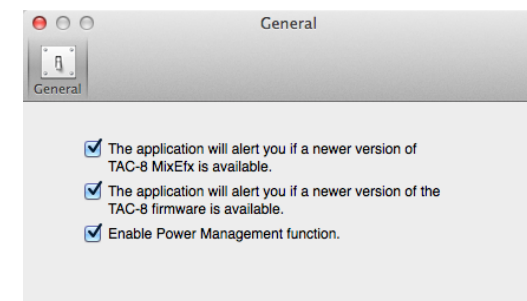 General
General
The application will alert you if a newer version of
TAC-8 MixEfx is available.
The application will alert you if a newer version of the
TAC-8 firmware is available.
Enable Power Management function.